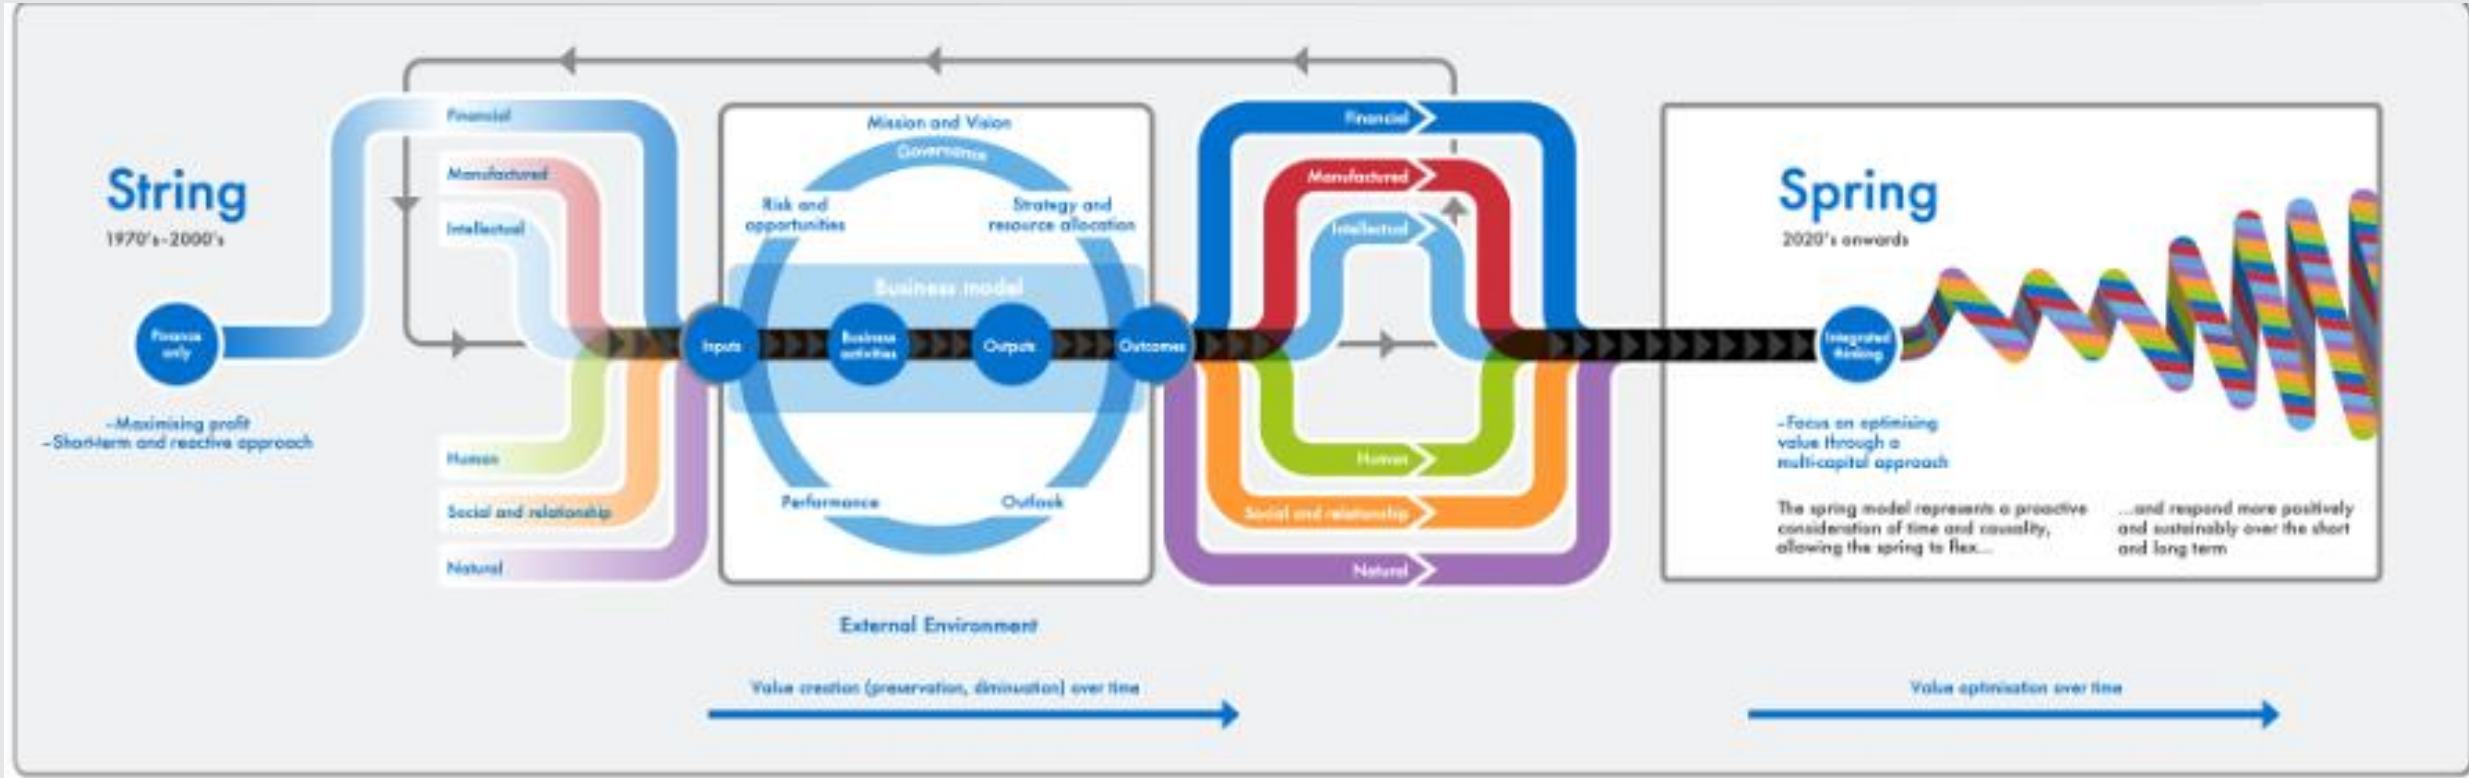 String
1970's–2000's
Finance
only
–Maximising profit
–Short-term and reactive approach
Financial
Manufactured
Intellectual
Human
Social and relationship
Natural
Mission and Vision
Governance
Risk and
opportunities
Strategy and
resource allocation
Business model
Inputs
Business
activities
Outputs
Outcomes
Performance
Outlook
External Environment
Value creation (preservation, diminuation) over time
Financial
Manufactured
Intellectual
Human
Social and relationship
Natural
Spring
2020's onwards
Integrated
thinking
–Focus on optimising
value through a
multi-capital approach
The spring model represents a proactive
consideration of time and causality,
allowing the spring to flex...
...and respond more positively
and sustainably over the short
and long term
Value optimisation over time